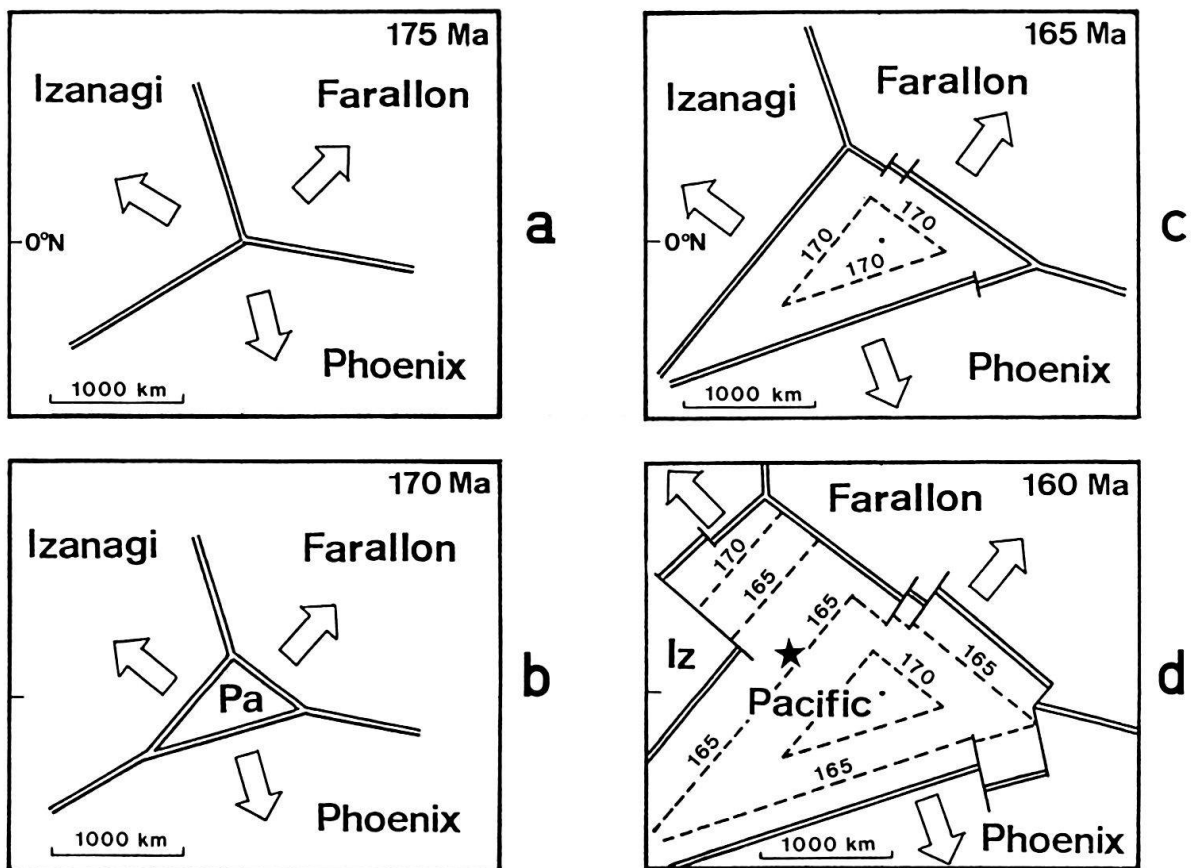 175 Ma
Izanagi Farallon
0°N
Phoenix
1000 km
a
170 Ma
Izanagi Farallon
Pa
Phoenix
1000 km
b
165 Ma
Izanagi Farallon
0°N
170
170
170
Phoenix
1000 km
c
160 Ma
Farallon
170
165
165
Iz
170
165
Pacific
165
165
1000 km
Phoenix
d